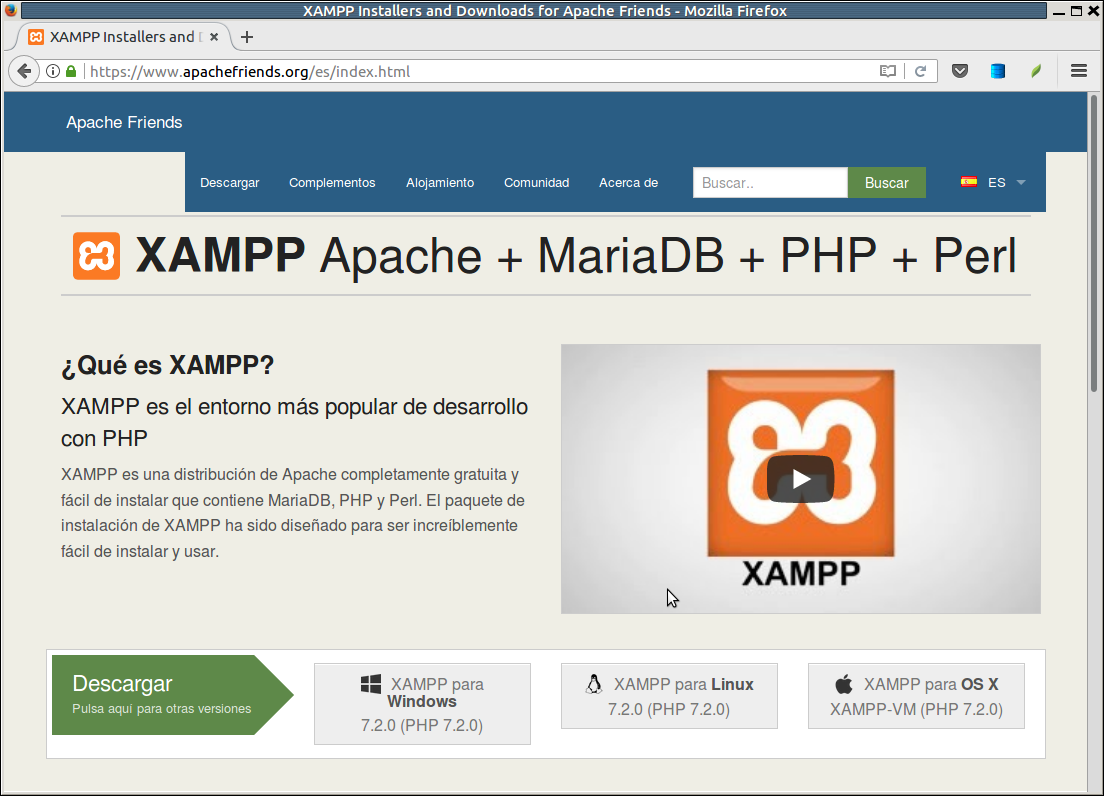 XAMPP Installers and Downloads for Apache Friends - Mozilla Firefox
XAMPP Installers and
https://www.apachefriends.org/es/index.html
Apache Friends
Descargar Complementos Alojamiento Comunidad Acerca de Buscar.. Buscar ES
XAMPP Apache + MariaDB + PHP + Perl
¿Qué es XAMPP?
XAMPP es el entorno más popular de desarrollo
con PHP
XAMPP es una distribución de Apache completamente gratuita y
fácil de instalar que contiene MariaDB, PHP y Perl. El paquete de
instalación de XAMPP ha sido diseñado para ser increíblemente
fácil de instalar y usar.
XAMPP
Descargar
Pulsa aquí para otras versiones
XAMPP para
Windows
7.2.0 (PHP 7.2.0)
XAMPP para Linux
7.2.0 (PHP 7.2.0)
XAMPP para OS X
XAMPP-VM (PHP 7.2.0)